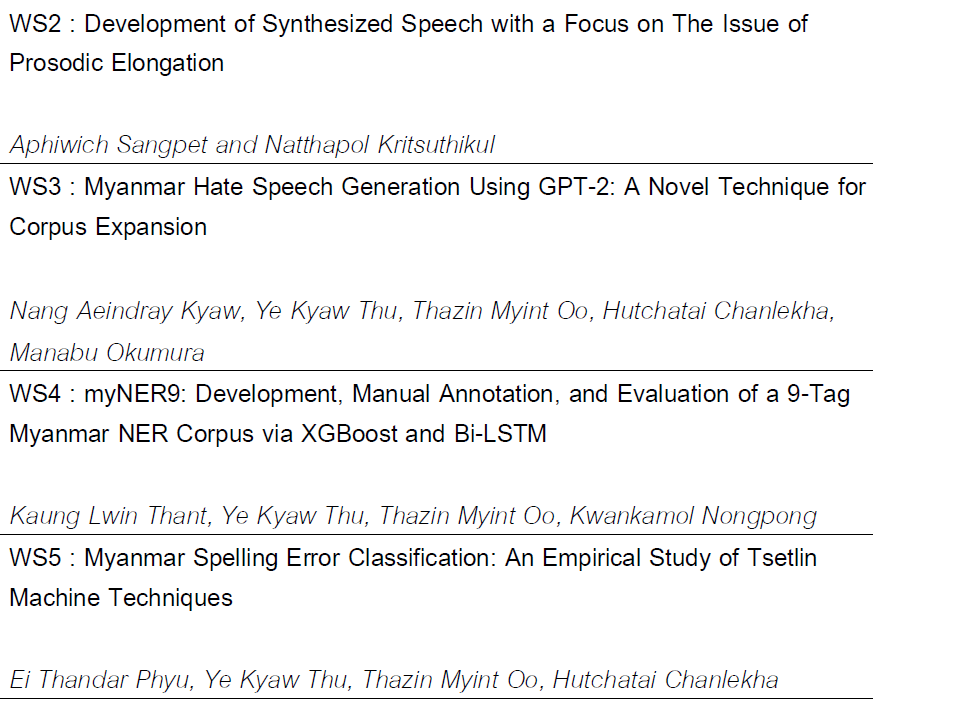 WS2 : Development of Synthesized Speech with a Focus on The Issue of
Prosodic Elongation
Aphiwich Sangpet and Natthapol Kritsuthikul
WS3 : Myanmar Hate Speech Generation Using GPT-2: A Novel Technique for
Corpus Expansion
Nang Aeindray Kyaw, Ye Kyaw Thu, Thazin Myint Oo, Hutchatai Chanlekha,
Manabu Okumura
WS4 : myNER9: Development, Manual Annotation, and Evaluation of a 9-Tag
Myanmar NER Corpus via XGBoost and Bi-LSTM
Kaung Lwin Thant, Ye Kyaw Thu, Thazin Myint Oo, Kwankamol Nongpong
WS5 : Myanmar Spelling Error Classification: An Empirical Study of Tsetlin
Machine Techniques
Ei Thandar Phyu, Ye Kyaw Thu, Thazin Myint Oo, Hutchatai Chanlekha